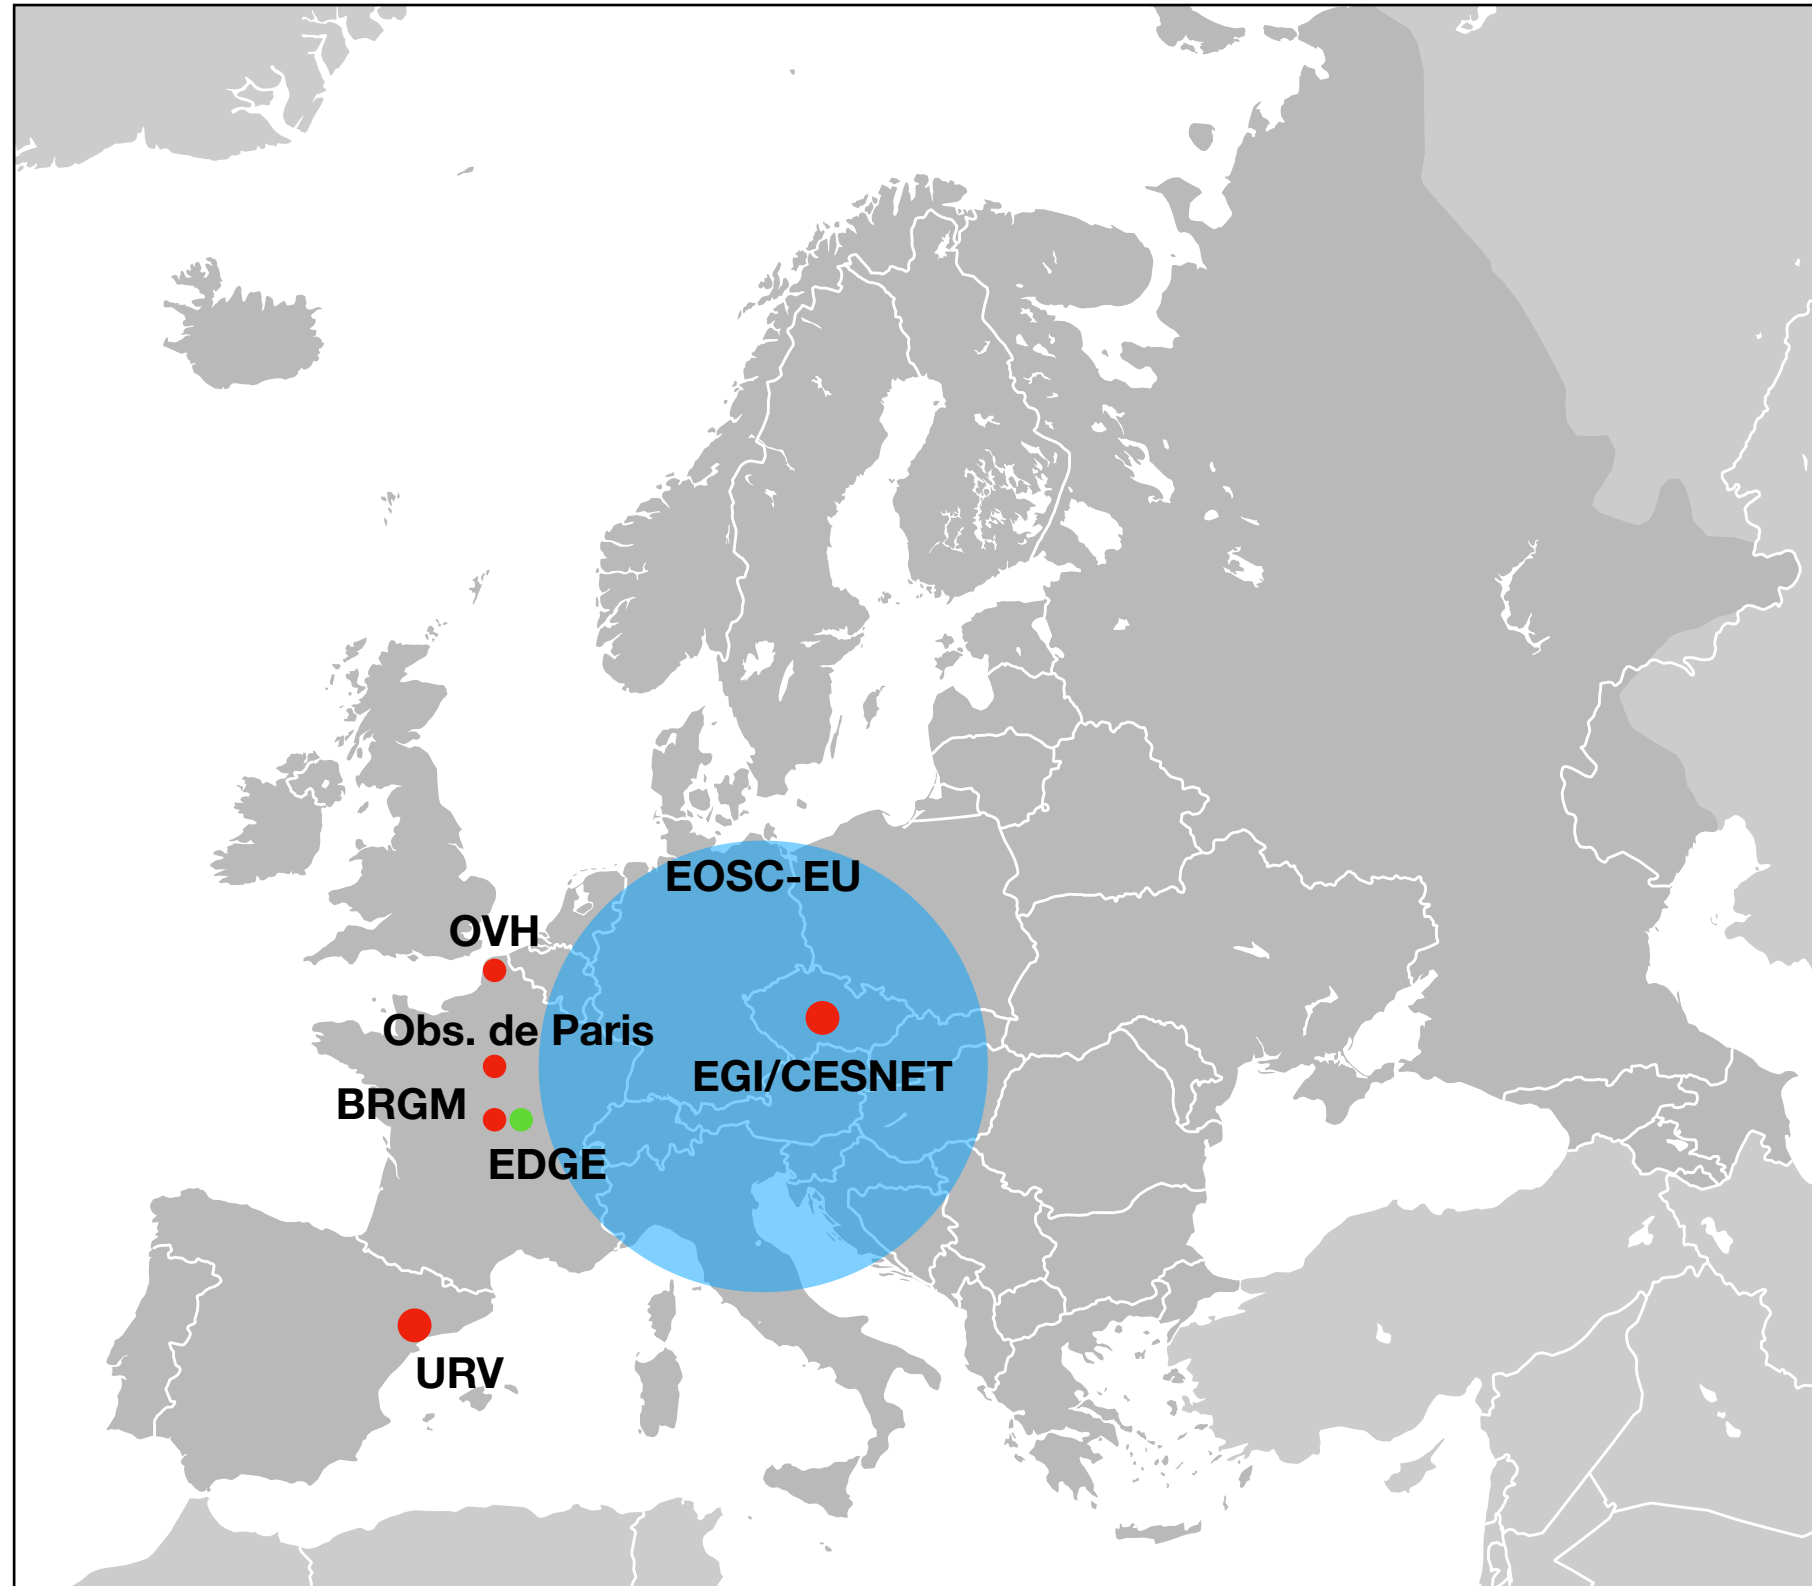 EOSC-EU
OVH
Obs. de Paris
EGI/CESNET
BRGM
EDGE
URV